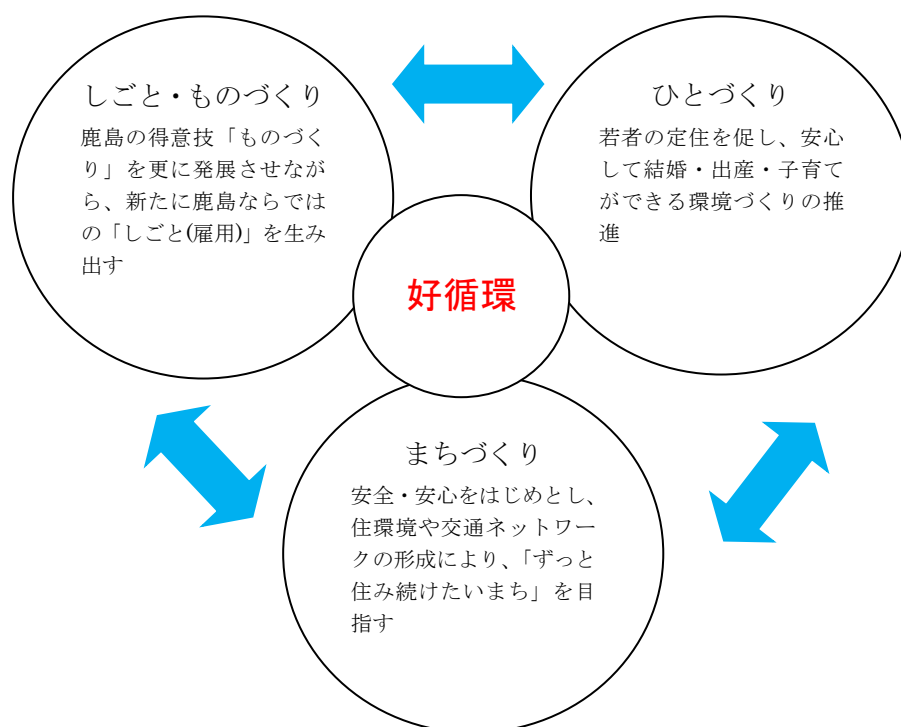 しごと・ものづくり
鹿島の得意技「ものづく
り」を更に発展させなが
ら、新たに鹿島ならでは
の「しごと(雇用)」を生み
出す
ひとづくり
若者の定住を促し、安心
して結婚・出産・子育て
ができる環境づくりの推
進
好循環
まちづくり
安全・安心をはじめとし、
住環境や交通ネットワー
クの形成により、「ずっと
住み続けたいまち」を目
指す